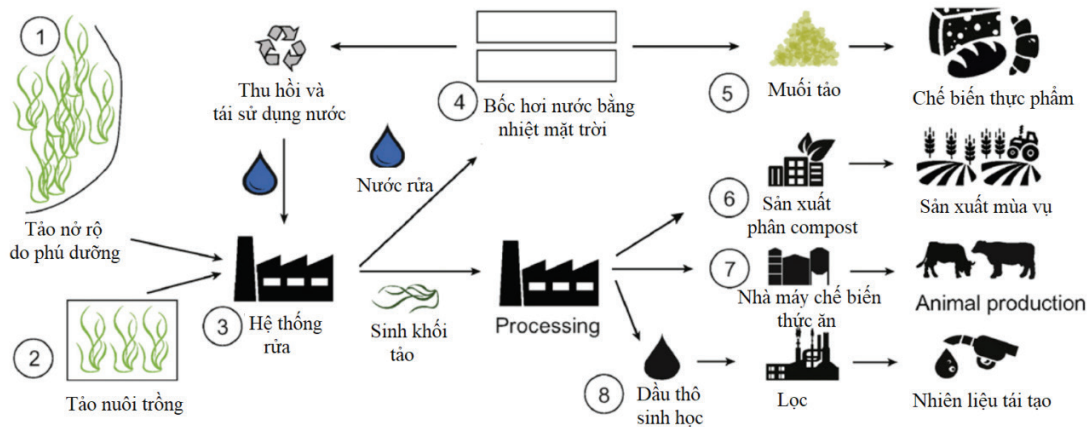 1
Tảo nở rộ
do phú dưỡng
2
Tảo nuôi trồng
Thu hồi và
tái sử dụng nước
3
Hệ thống
rửa
Nước rửa
Sinh khối
tảo
4
Bốc hơi nước bằng
nhiệt mặt trời
5
Muối tảo
Chế biến thực phẩm
Processing
6
Sản xuất
phân compost
Sản xuất mùa vụ
7
Nhà máy chế biến
thức ăn
Animal production
8
Dầu thô
sinh học
Lọc
Nhiên liệu tái tạo